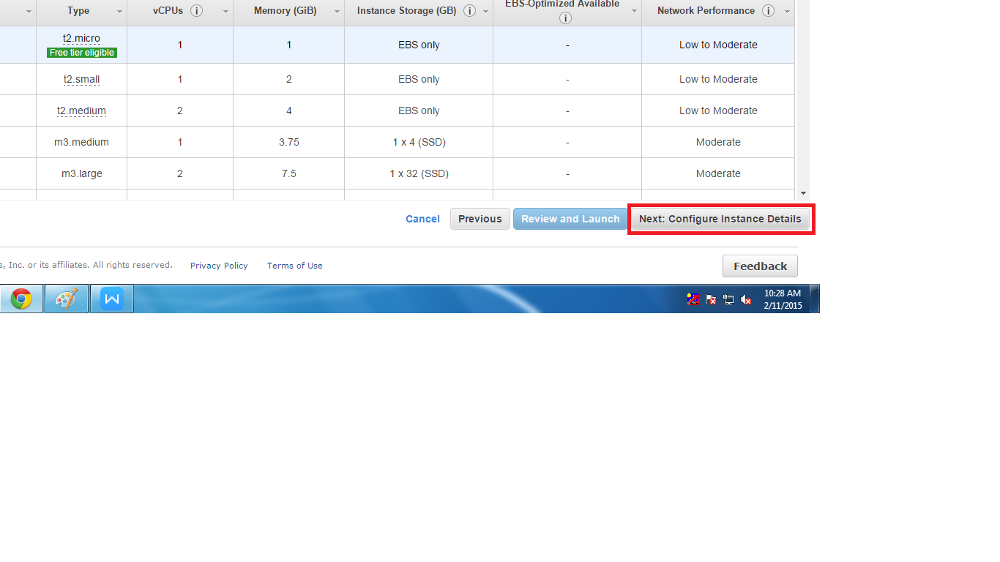 Type vCPUs i Memory (GiB) Instance Storage (GB) i EBS-Optimized Available i Network Performance i
t2.micro
Free tier eligible 1 1 EBS only - Low to Moderate
t2.small 1 2 EBS only - Low to Moderate
t2.medium 2 4 EBS only - Low to Moderate
m3.medium 1 3.75 1 x 4 (SSD) - Moderate
m3.large 2 7.5 1 x 32 (SSD) - Moderate
Cancel Previous Review and Launch Next: Configure Instance Details
s, Inc. or its affiliates. All rights reserved. Privacy Policy Terms of Use Feedback
10:28 AM
2/11/2015